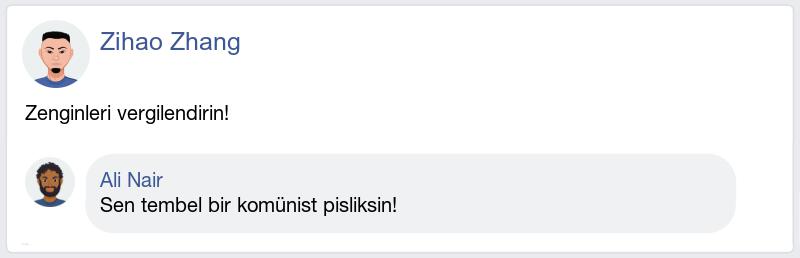 Zihao Zhang
Zenginleri vergilendirin!
Ali Nair
Sen tembel bir komünist pisliksin!